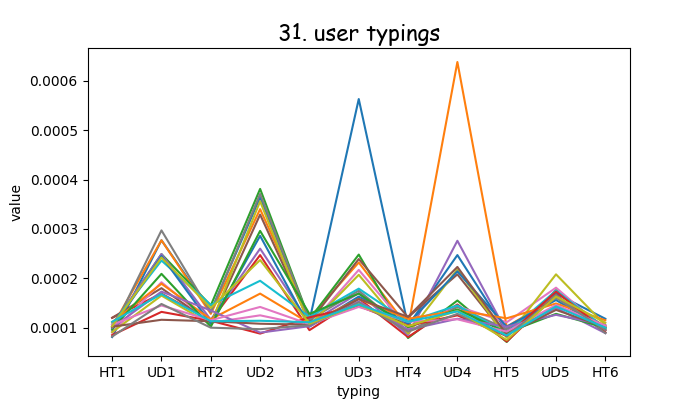 31. user typings
0.0006
0.0005
0.0004
0.0003
0.0002
0.0001
value
HT1 UD1 HT2 UD2 HT3 UD3 HT4 UD4 HT5 UD5 HT6
typing